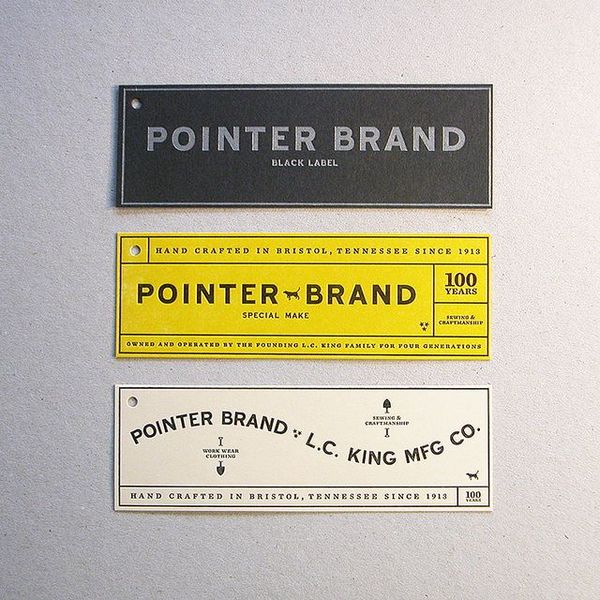 POINTER BRAND
BLACK LABEL
HAND CRAFTED IN BRISTOL, TENNESSEE SINCE 1913
POINTER BRAND
SPECIAL MAKE
100
YEARS
SEWING &
CRAFTMANSHIP
OWNED AND OPERATED BY THE FOUNDING L.C. KING FAMILY FOR FOUR GENERATIONS
POINTER BRAND L.C. KING MFG CO.
WORK WEAR
CLOTHING
SEWING &
CRAFTMANSHIP
HAND CRAFTED IN BRISTOL, TENNESSEE SINCE 1913
100
YEARS